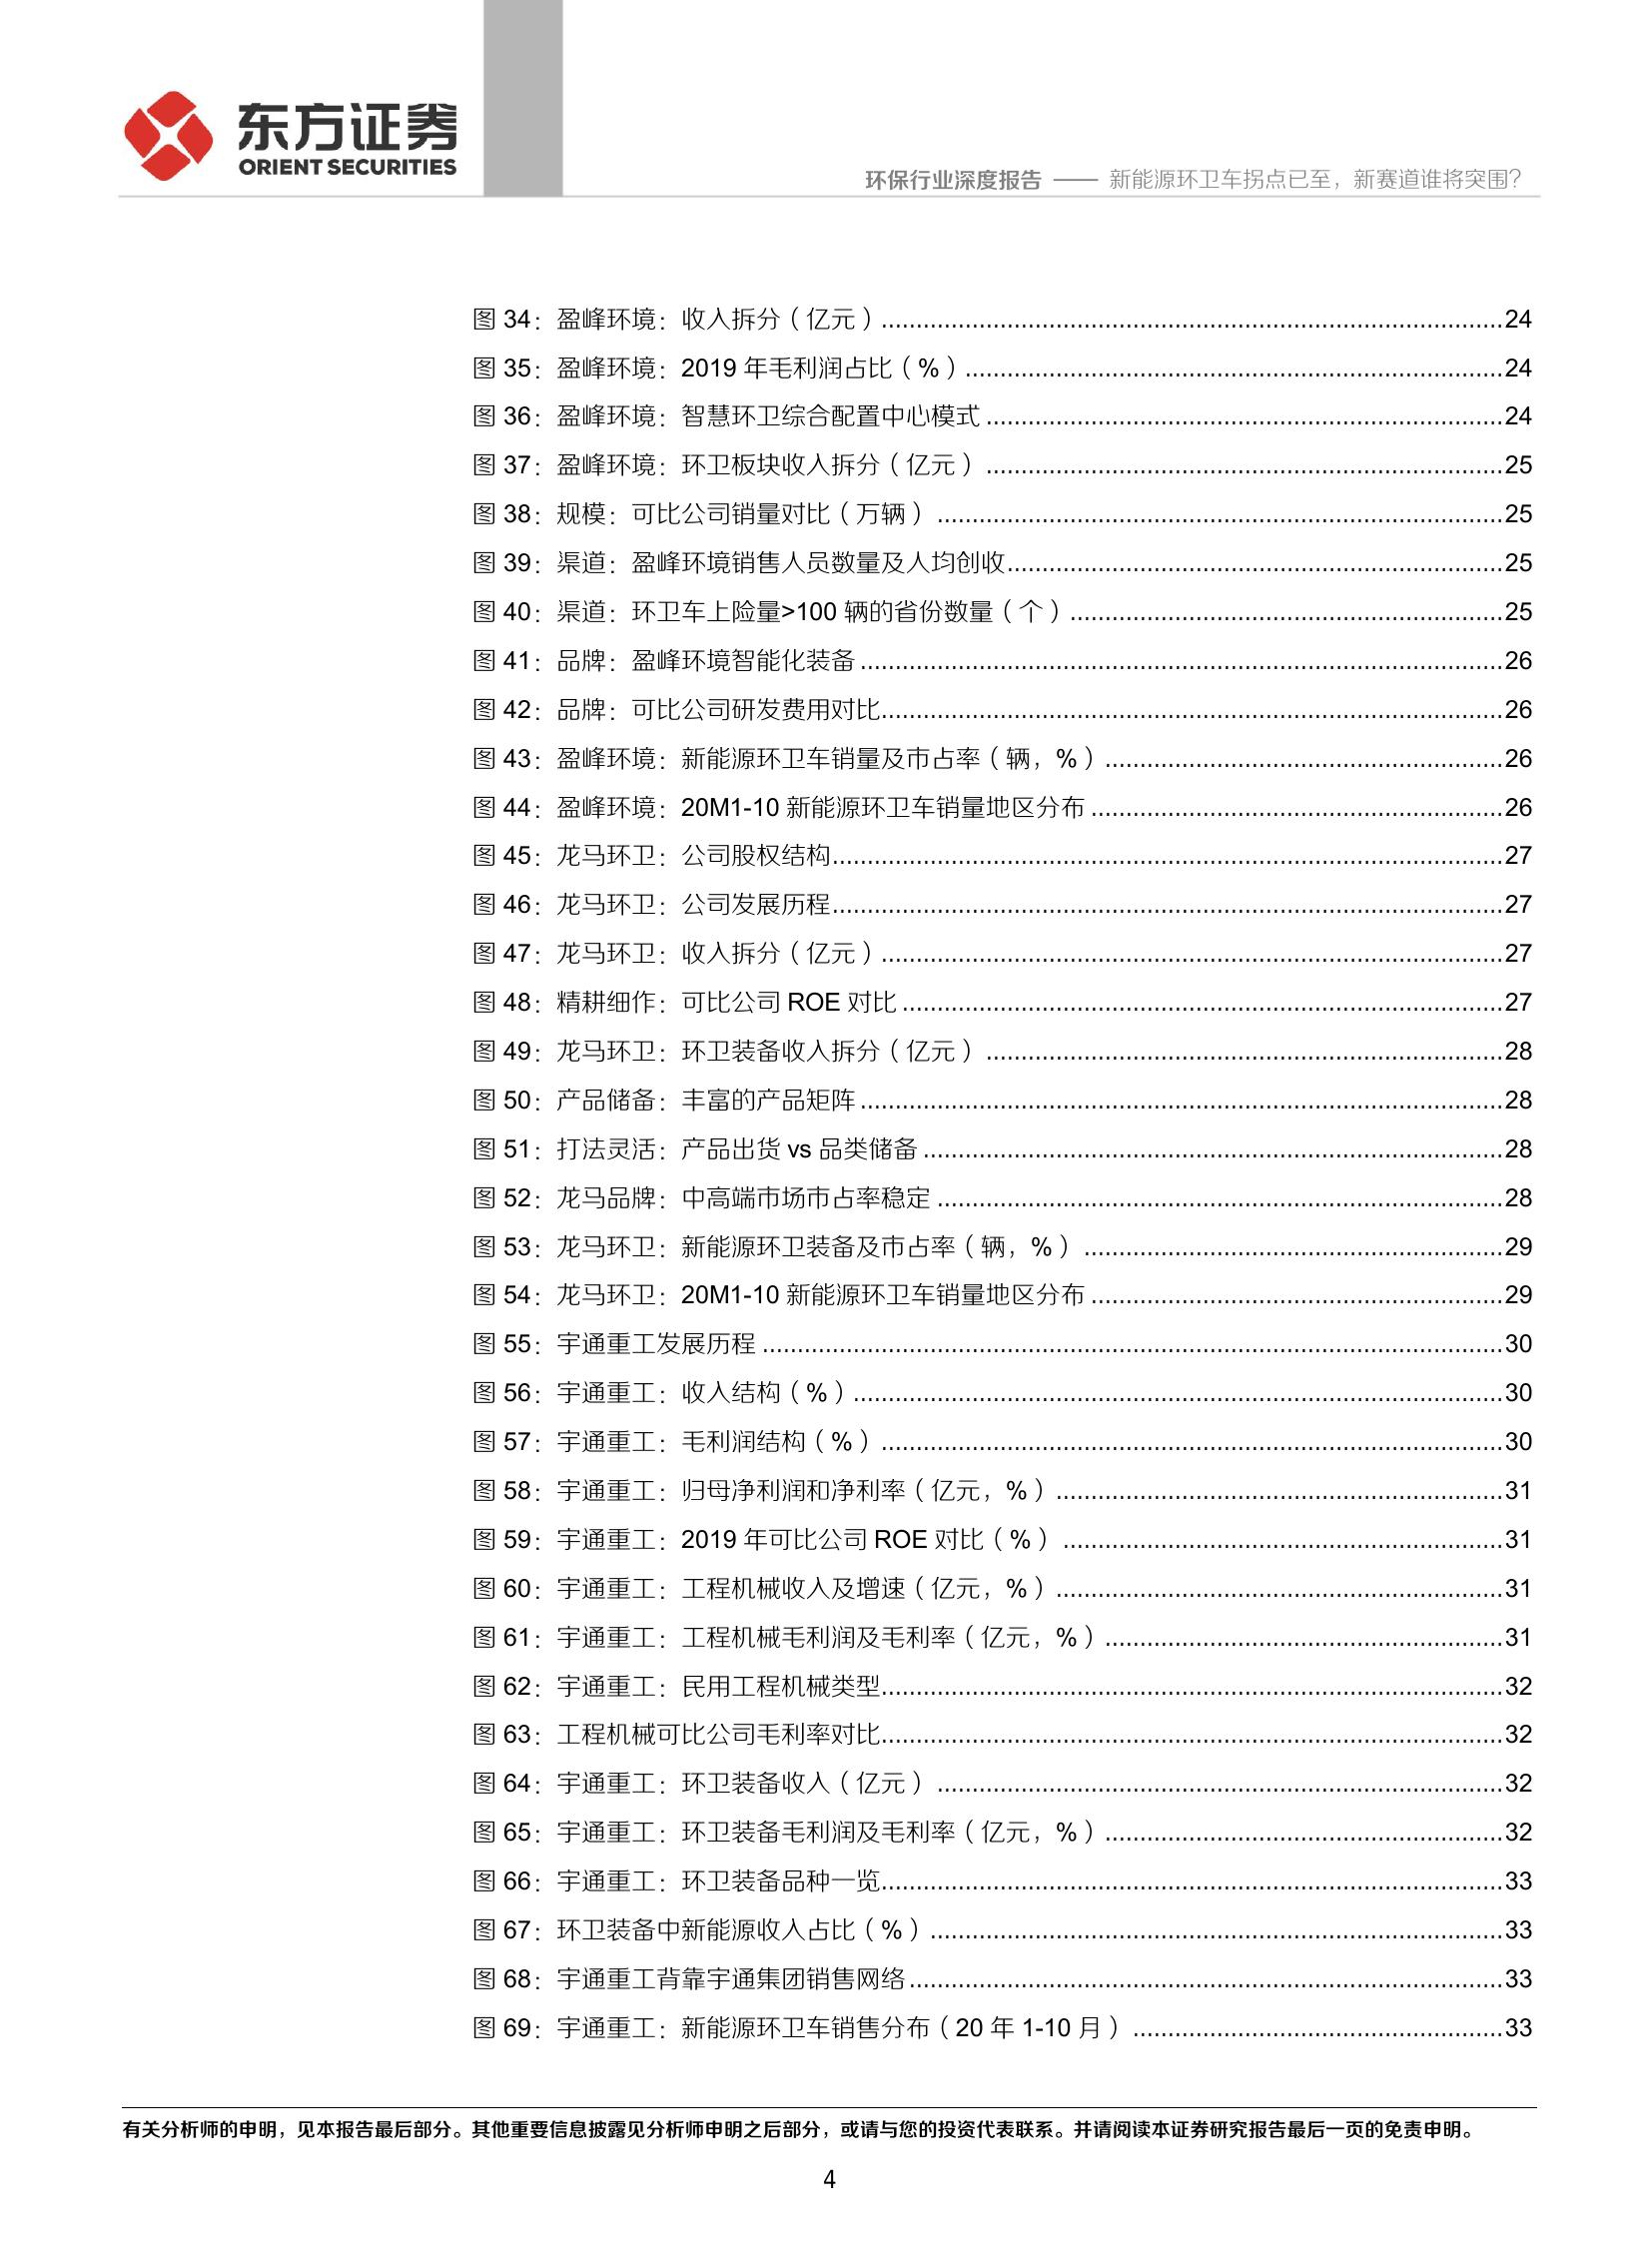 东方证券
ORIENT SECURITIES
环保行业深度报告 —— 新能源环卫车拐点已至，新赛道谁将突围？
图 34：盈峰环境：收入拆分（亿元）........................24
图 35：盈峰环境：2019 年毛利润占比（%）........................24
图 36：盈峰环境：智慧环卫综合配置中心模式........................24
图 37：盈峰环境：环卫板块收入拆分（亿元）........................25
图 38：规模：可比公司销量对比（万辆）........................25
图 39：渠道：盈峰环境销售人员数量及人均创收........................25
图 40：渠道：环卫车上险量>100 辆的省份数量（个）........................25
图 41：品牌：盈峰环境智能化装备........................26
图 42：品牌：可比公司研发费用对比........................26
图 43：盈峰环境：新能源环卫车销量及市占率（辆，%）........................26
图 44：盈峰环境：20M1-10 新能源环卫车销量地区分布........................26
图 45：龙马环卫：公司股权结构........................27
图 46：龙马环卫：公司发展历程........................27
图 47：龙马环卫：收入拆分（亿元）........................27
图 48：精耕细作：可比公司 ROE 对比........................27
图 49：龙马环卫：环卫装备收入拆分（亿元）........................28
图 50：产品储备：丰富的产品矩阵........................28
图 51：打法灵活：产品出货 vs 品类储备........................28
图 52：龙马品牌：中高端市场市占率稳定........................28
图 53：龙马环卫：新能源环卫装备及市占率（辆，%）........................29
图 54：龙马环卫：20M1-10 新能源环卫车销量地区分布........................29
图 55：宇通重工发展历程........................30
图 56：宇通重工：收入结构（%）........................30
图 57：宇通重工：毛利润结构（%）........................30
图 58：宇通重工：归母净利润和净利率（亿元，%）........................31
图 59：宇通重工：2019 年可比公司 ROE 对比（%）........................31
图 60：宇通重工：工程机械收入及增速（亿元，%）........................31
图 61：宇通重工：工程机械毛利润及毛利率（亿元，%）........................31
图 62：宇通重工：民用工程机械类型........................32
图 63：工程机械可比公司毛利率对比........................32
图 64：宇通重工：环卫装备收入（亿元）........................32
图 65：宇通重工：环卫装备毛利润及毛利率（亿元，%）........................32
图 66：宇通重工：环卫装备品种一览........................33
图 67：环卫装备中新能源收入占比（%）........................33
图 68：宇通重工背靠宇通集团销售网络........................33
图 69：宇通重工：新能源环卫车销售分布（20 年 1-10 月）........................33
有关分析师的申明，见本报告最后部分。其他重要信息披露见分析师申明之后部分，或请与您的投资代表联系。并请阅读本证券研究报告最后一页的免责申明。
4